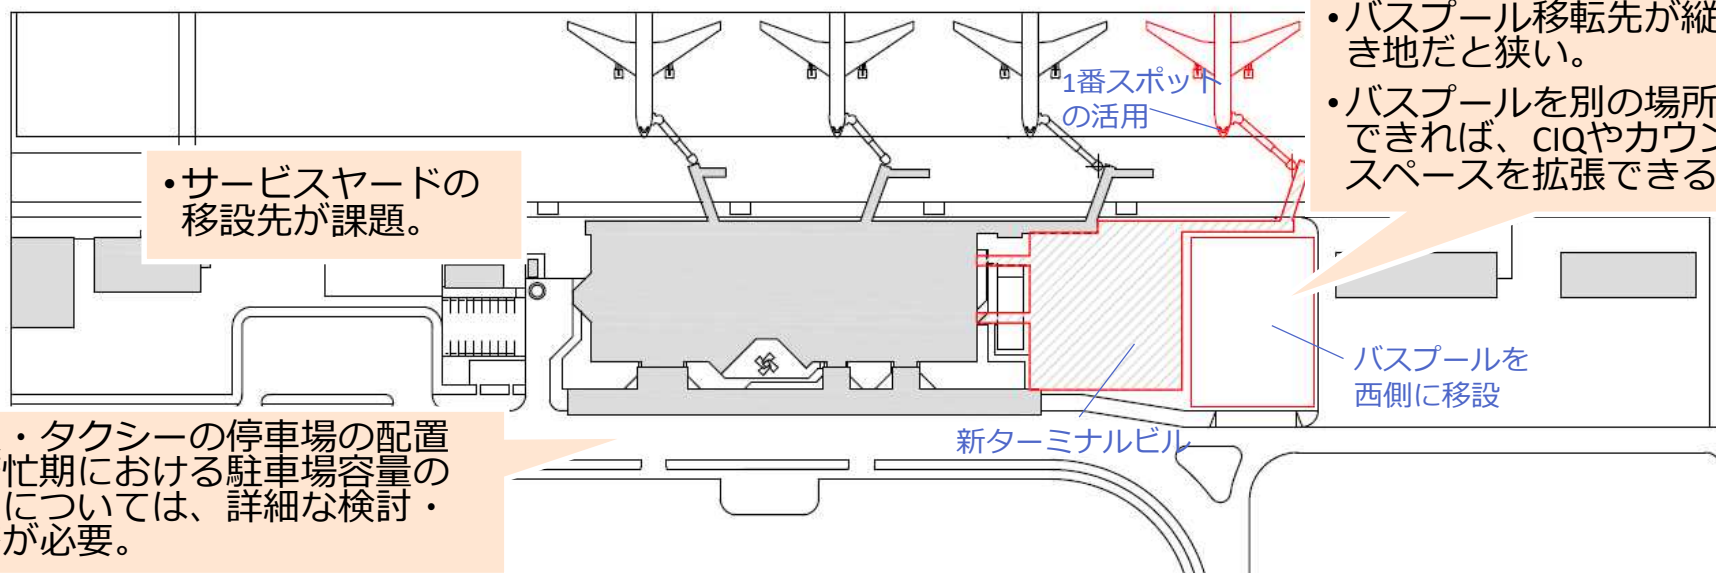 ・バスプール移転先が縦
き地だと狭い。
・バスプールを別の場所
できれば、CIQやカウン
スペースを拡張できる
1番スポット
の活用
・サービスヤードの
移設先が課題。
バスプールを
西側に移設
新ターミナルビル
・タクシーの停車場の配置
忙期における駐車場容量の
については、詳細な検討・
が必要。